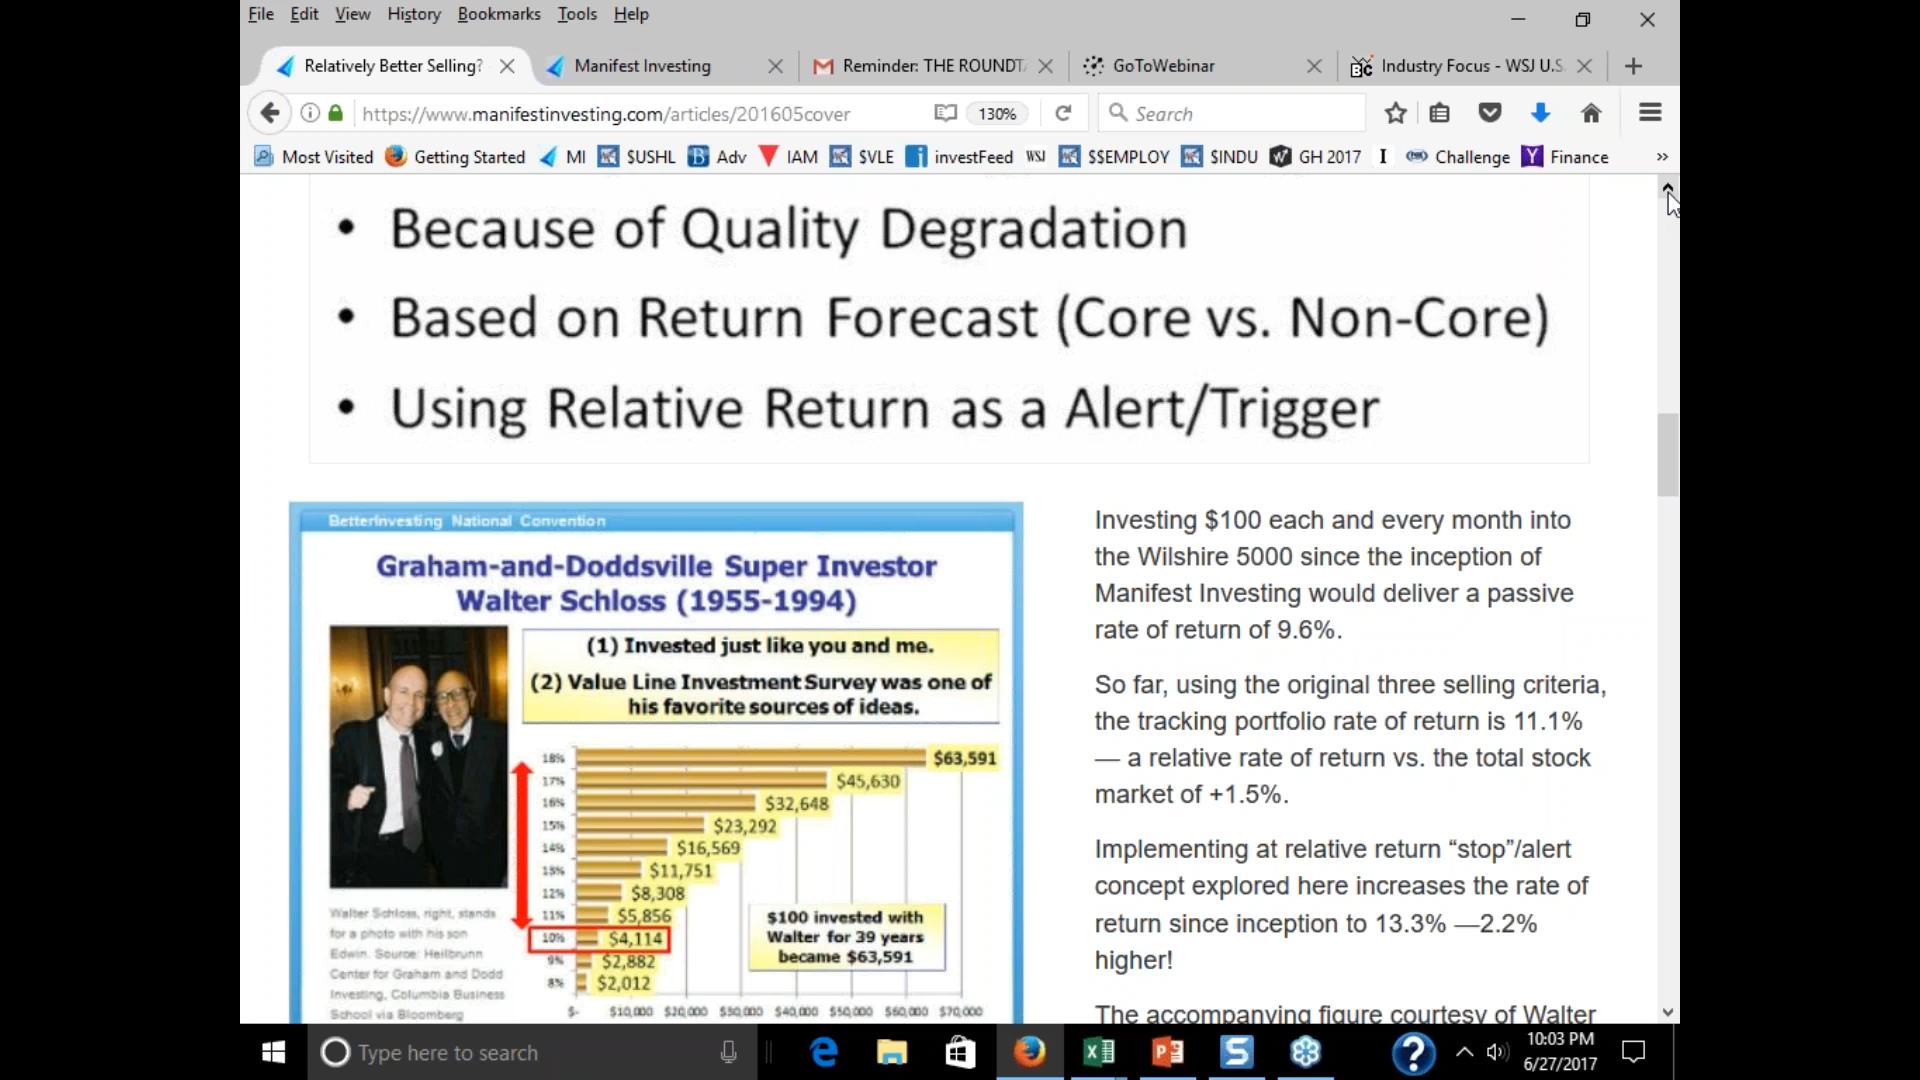 File Edit View History Bookmarks Tools Help
Relatively Better Selling?
Manifest Investing
Reminder: THE ROUNDT
GoToWebinar
Industry Focus - WSJ U.S.
https://www.manifestinvesting.com/articles/201605cover
130%
Search
Most Visited
Getting Started
MI
$USHL
Adv
IAM
$VLE
investFeed
WSJ
$$EMPLOY
$INDU
GH 2017
Challenge
Finance
• Because of Quality Degradation
• Based on Return Forecast (Core vs. Non-Core)
• Using Relative Return as a Alert/Trigger
BetterInvesting National Convention
Graham-and-Doddsville Super Investor
Walter Schloss (1955-1994)
(1) Invested just like you and me.
(2) Value Line Investment Survey was one of
his favorite sources of ideas.
18% $63,591
17% $45,630
16% $32,648
15% $23,292
14% $16,569
13% $11,751
12% $8,308
11% $5,856
10% $4,114
9% $2,882
8% $2,012
$100 invested with
Walter for 39 years
became $63,591
$- $10,000 $20,000 $30,000 $40,000 $50,000 $60,000 $70,000
Walter Schloss, right, stands
for a photo with his son
Edwin. Source: Heilbrunn
Center for Graham and Dodd
Investing, Columbia Business
School via Bloomberg
Investing $100 each and every month into
the Wilshire 5000 since the inception of
Manifest Investing would deliver a passive
rate of return of 9.6%.
So far, using the original three selling criteria,
the tracking portfolio rate of return is 11.1%
— a relative rate of return vs. the total stock
market of +1.5%.
Implementing at relative return “stop”/alert
concept explored here increases the rate of
return since inception to 13.3% —2.2%
higher!
The accompanying figure courtesy of Walter
Type here to search
10:03 PM
6/27/2017